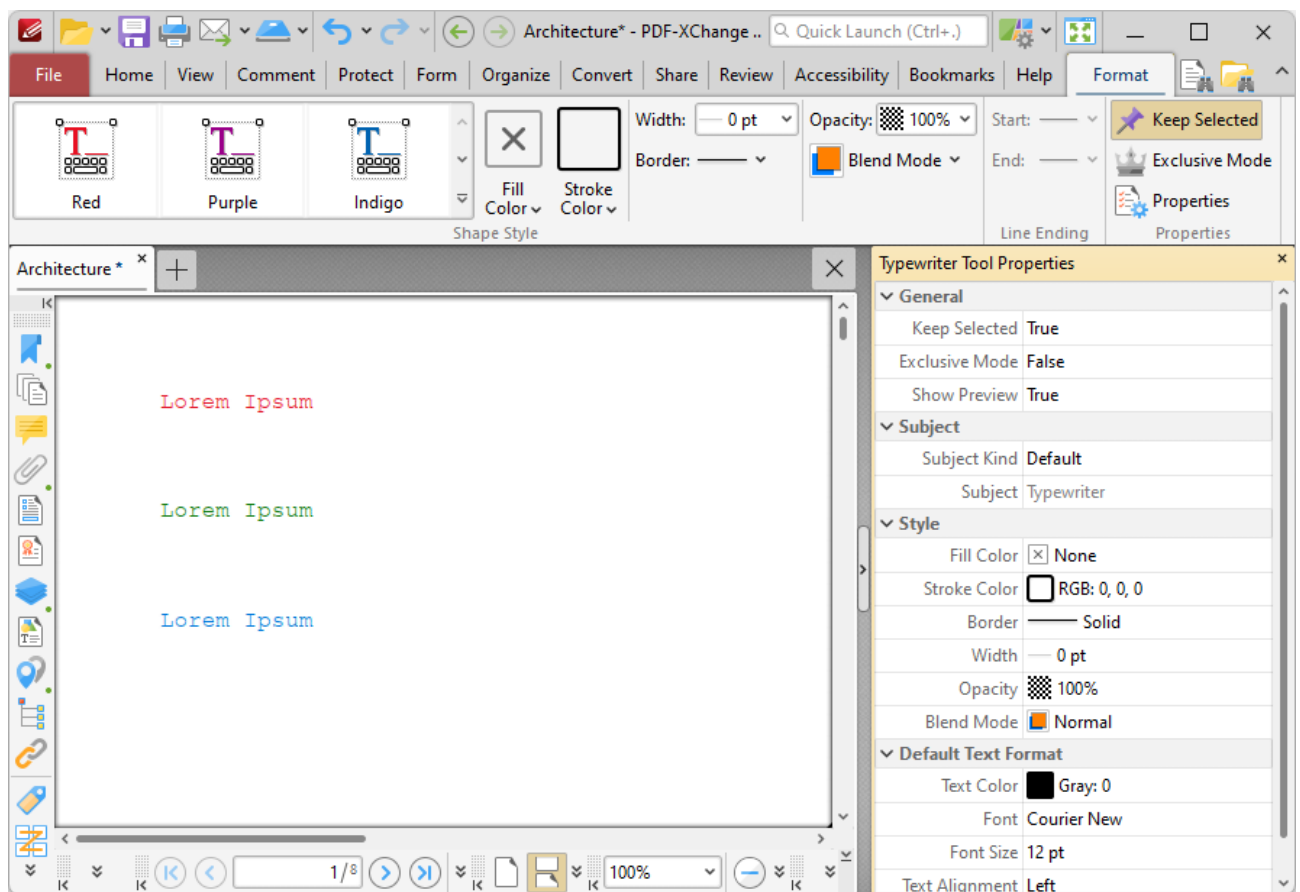 Architecture* - PDF-XChange .. Quick Launch (Ctrl+.)
File Home View Comment Protect Form Organize Convert Share Review Accessibility Bookmarks Help Format
Width: 0 pt Opacity: 100% Start: Keep Selected
Border: Blend Mode End: Exclusive Mode
Red Purple Indigo Fill Color Stroke Color Properties
Shape Style Line Ending Properties
Architecture * Typewriter Tool Properties
General
Keep Selected True
Exclusive Mode False
Show Preview True
Subject
Subject Kind Default
Subject Typewriter
Style
Fill Color None
Stroke Color RGB: 0, 0, 0
Border Solid
Width 0 pt
Opacity 100%
Blend Mode Normal
Default Text Format
Text Color Gray: 0
Font Courier New
Font Size 12 pt
Text Alignment Left
Lorem Ipsum
Lorem Ipsum
Lorem Ipsum
1/8 100%